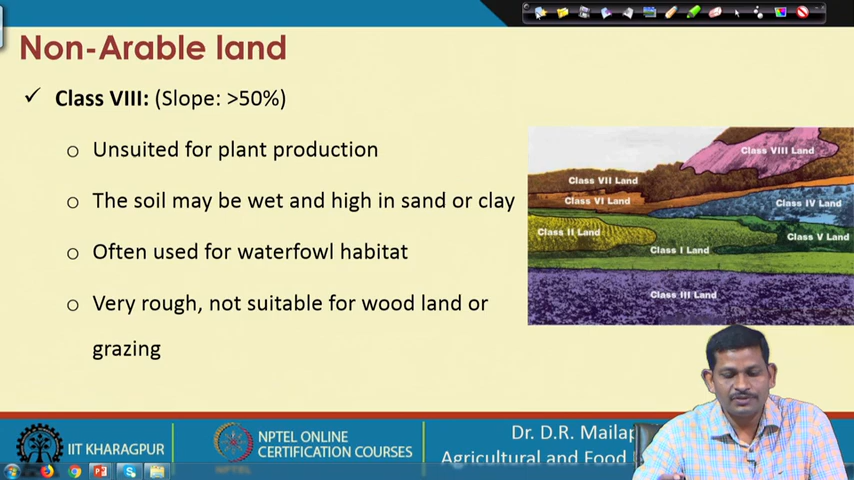 Non-Arable land
✓ Class VIII: (Slope: >50%)
o Unsuited for plant production
o The soil may be wet and high in sand or clay
o Often used for waterfowl habitat
o Very rough, not suitable for wood land or
grazing
Class VIII Land
Class VII Land
Class VI Land
Class IV Land
Class II Land
Class V Land
Class I Land
Class III Land
IIT KHARAGPUR
NPTEL ONLINE
CERTIFICATION COURSES
Dr. D.R.
Agricultural and Food